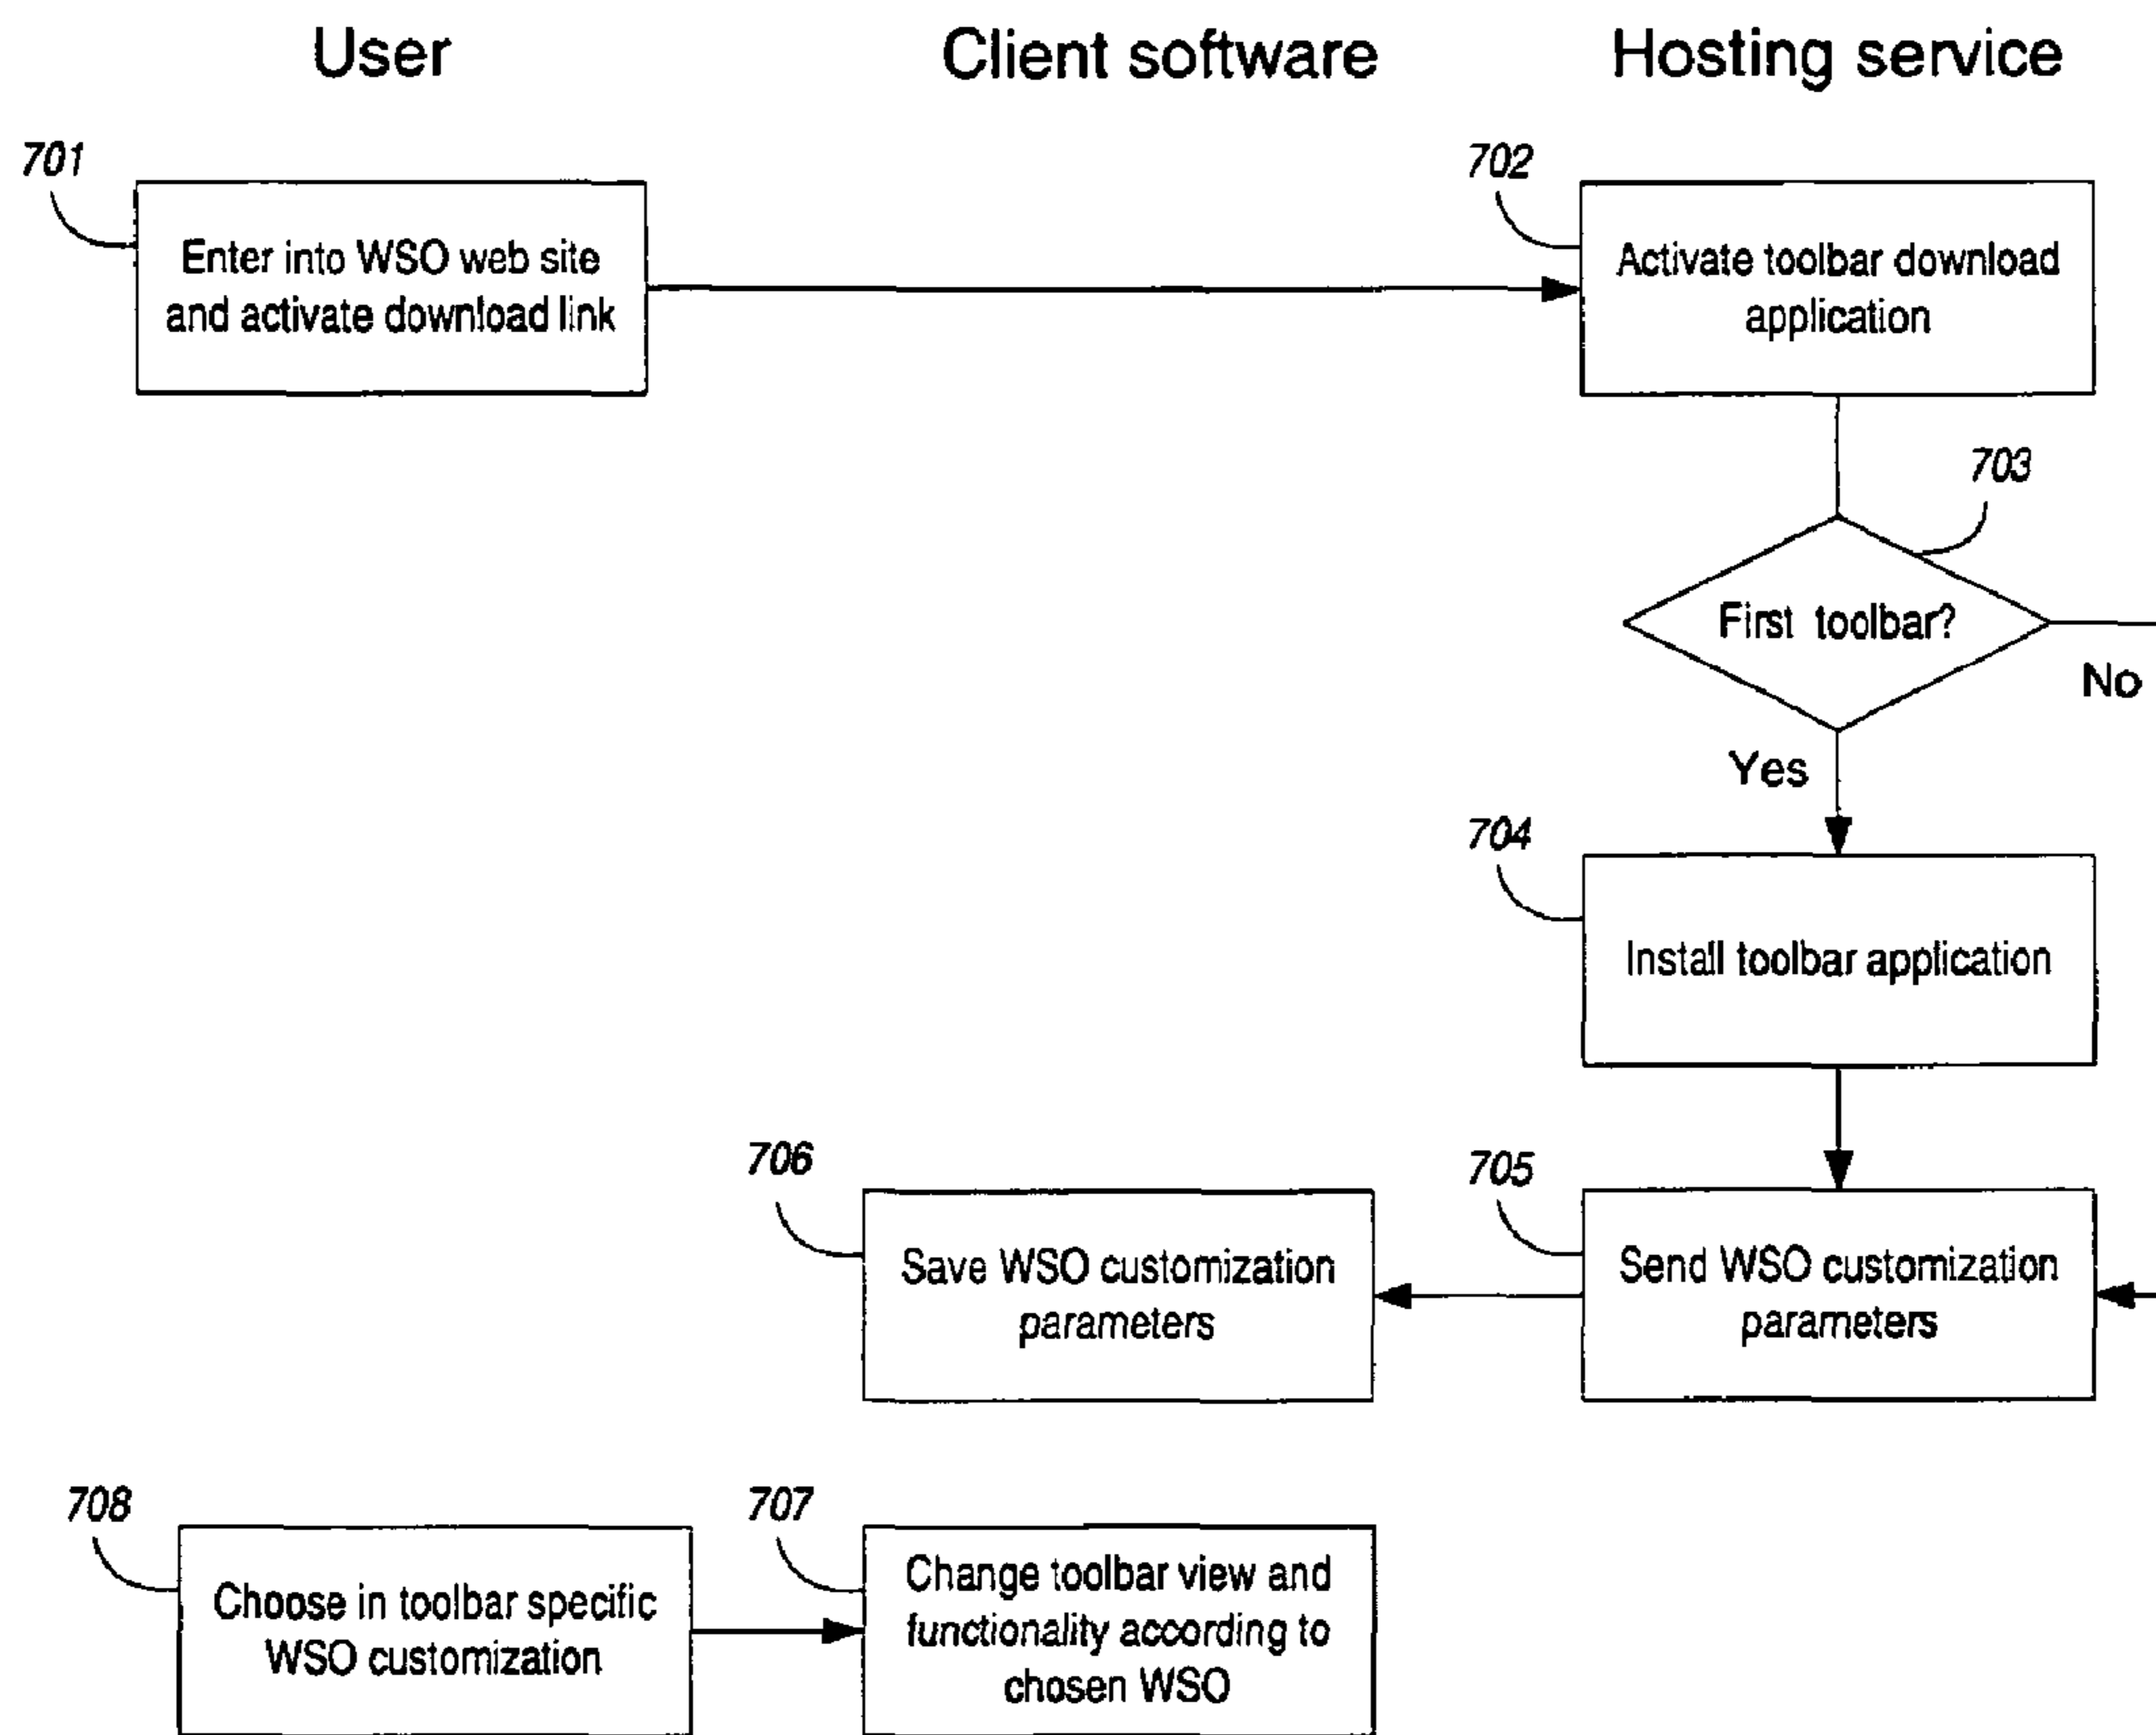 User
Client software
Hosting service
701
Enter into WSO web site
and activate download link
702
Activate toolbar download
application
703
First toolbar?
No
Yes
704
Install toolbar application
705
Send WSO customization
parameters
706
Save WSO customization
parameters
708
Choose in toolbar specific
WSO customization
707
Change toolbar view and
functionality according to
chosen WSO